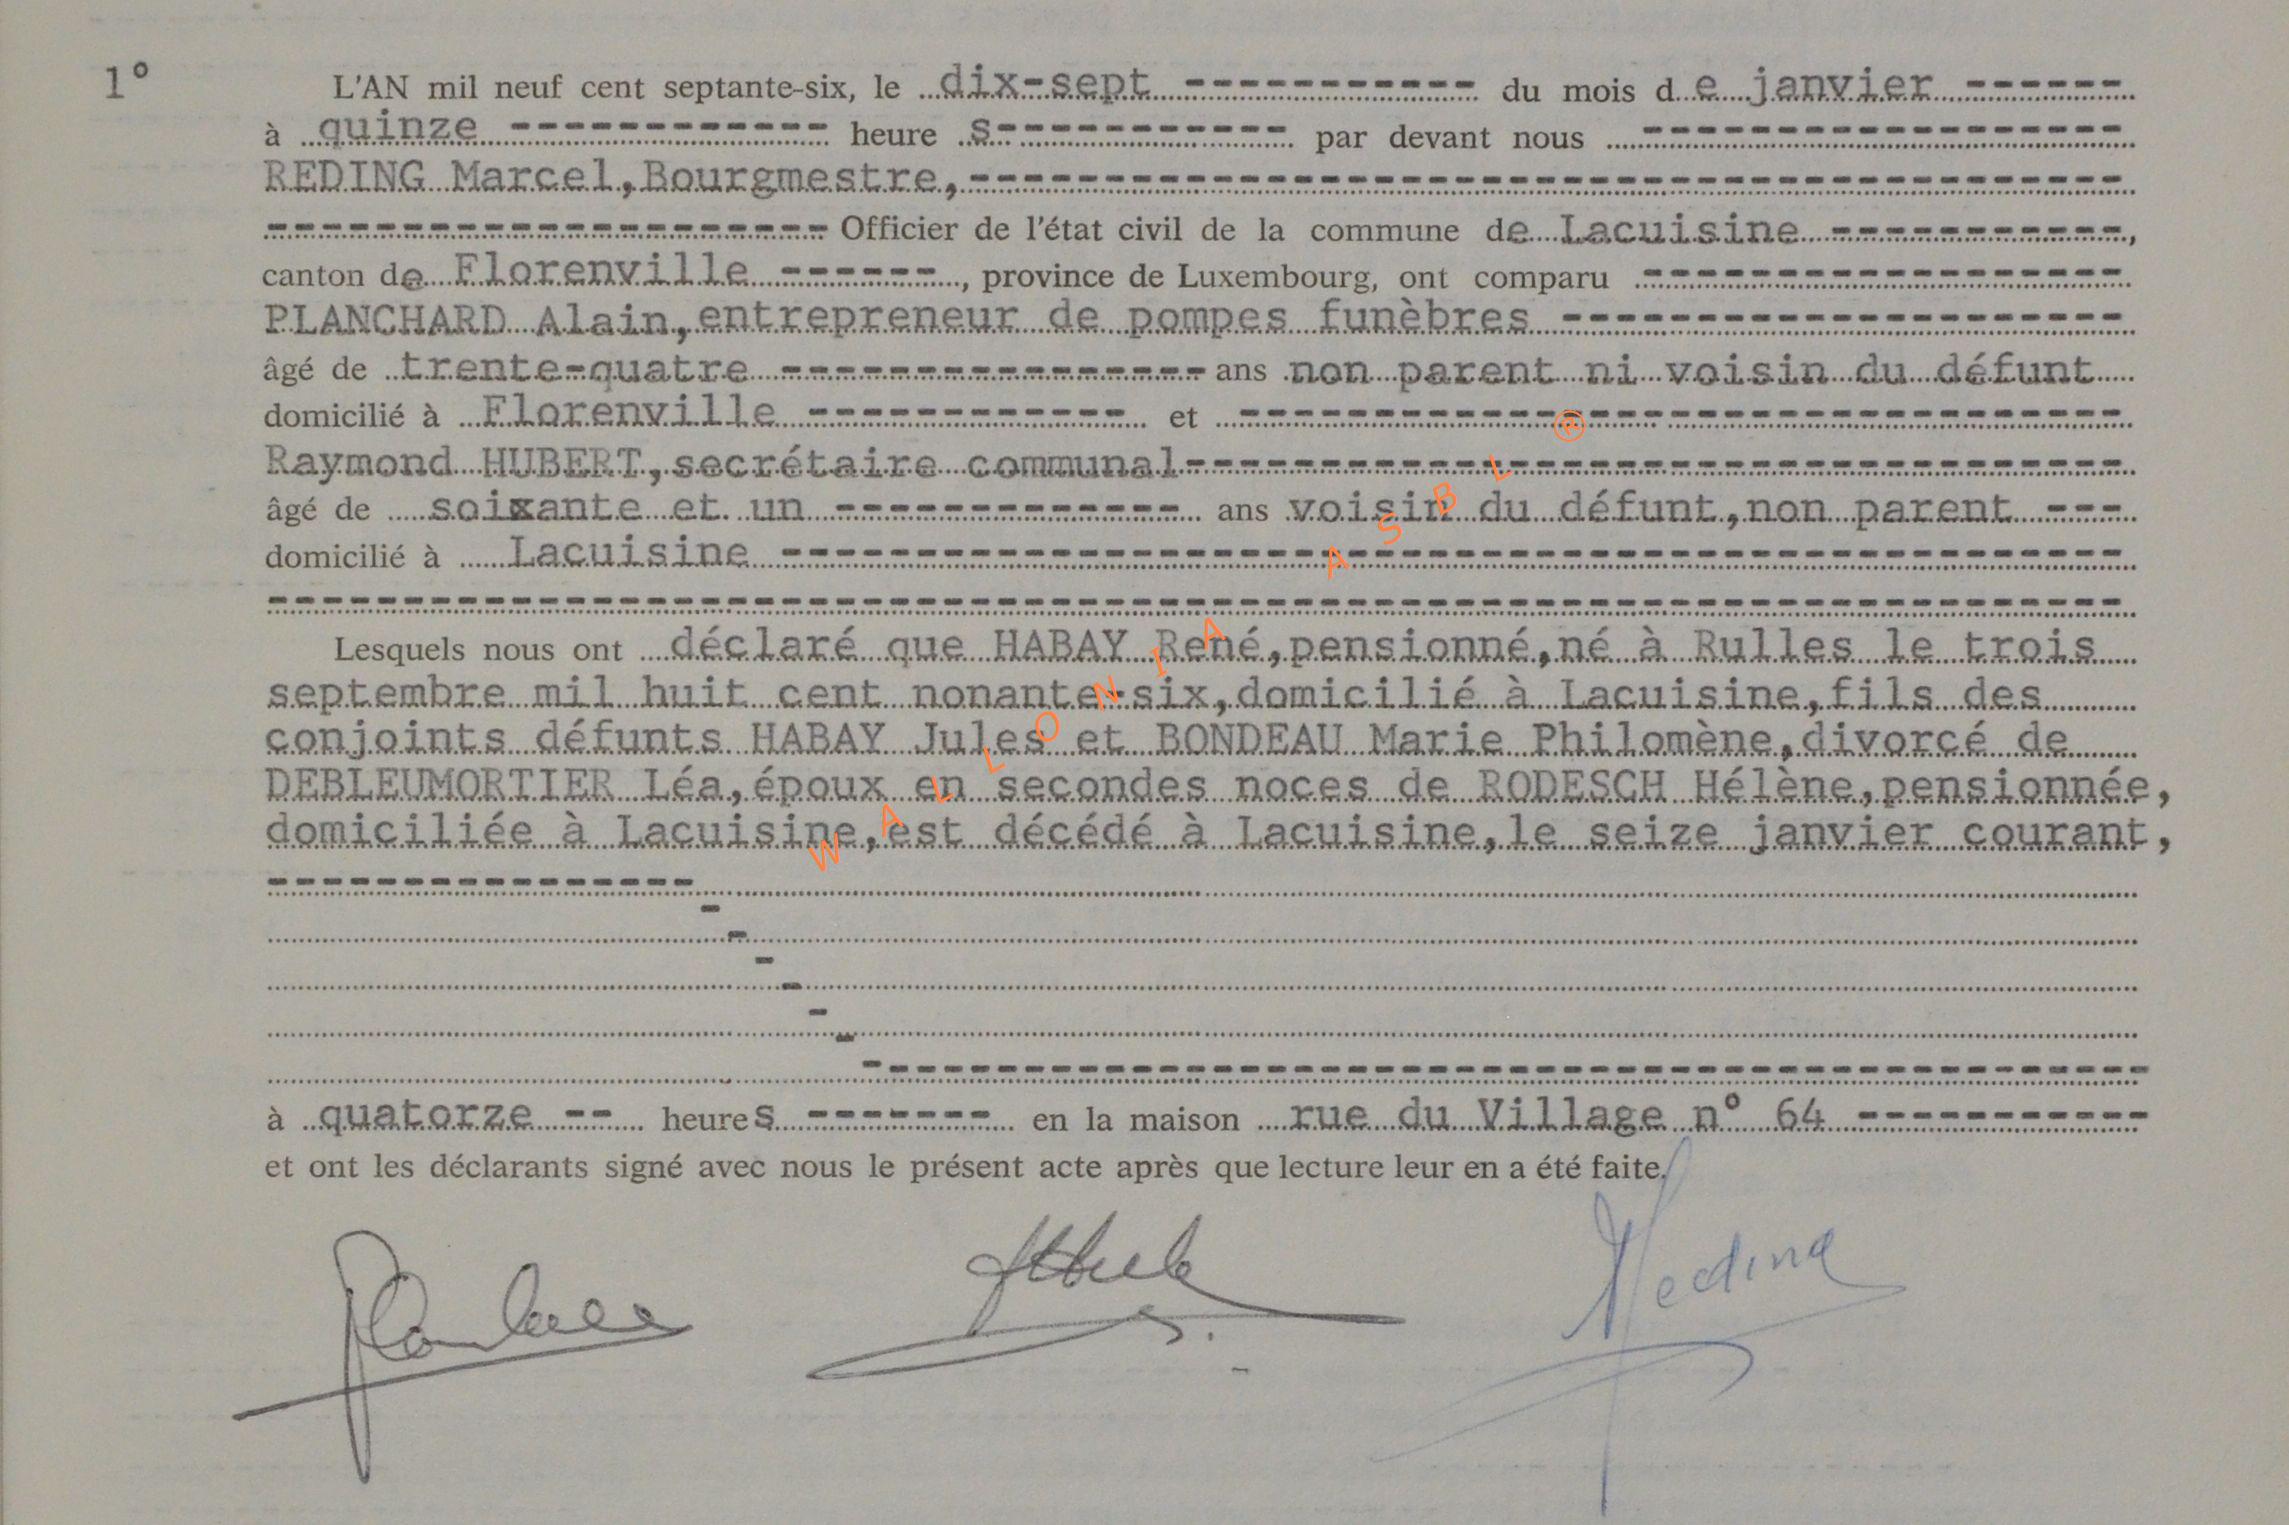 1°
L'AN mil neuf cent septante-six, le dix-sept ----------- du mois de janvier ------
à quinze ------------ heure s----------- par devant nous ------------------
REDING Marcel,Bourgmestre,-------------------------------------------
--------------------- Officier de l'état civil de la commune de Lacuisine -----------,
canton de Florenville ------, province de Luxembourg, ont comparu ------------------
PLANCHARD Alain,entrepreneur de pompes funèbres ---------------------
âgé de trente-quatre ---------------- ans non parent ni voisin du défunt
domicilié à Florenville ------------ et ---------------------------------
Raymond HUBERT,secrétaire communal-----------------------------------
âgé de soixante et un ------------- ans voisin du défunt,non parent ---
domicilié à Lacuisine --------------------------------------------------
---------------------------------------------------------------------
Lesquels nous ont déclaré que HABAY René,pensionné,né à Rulles le trois
septembre mil huit cent nonante-six,domicilié à Lacuisine,fils des
conjoints défunts HABAY Jules et BONDEAU Marie Philomène,divorcé de
DEBLEUMORTIER Léa,époux en secondes noces de RODESCH Hélène,pensionnée,
domiciliée à Lacuisine,est décédé à Lacuisine,le seize janvier courant,
----------------
à quatorze -- heures ------- en la maison rue du Village n° 64 -----------
et ont les déclarants signé avec nous le présent acte après que lecture leur en a été faite.
WALLONIA ASBL ®